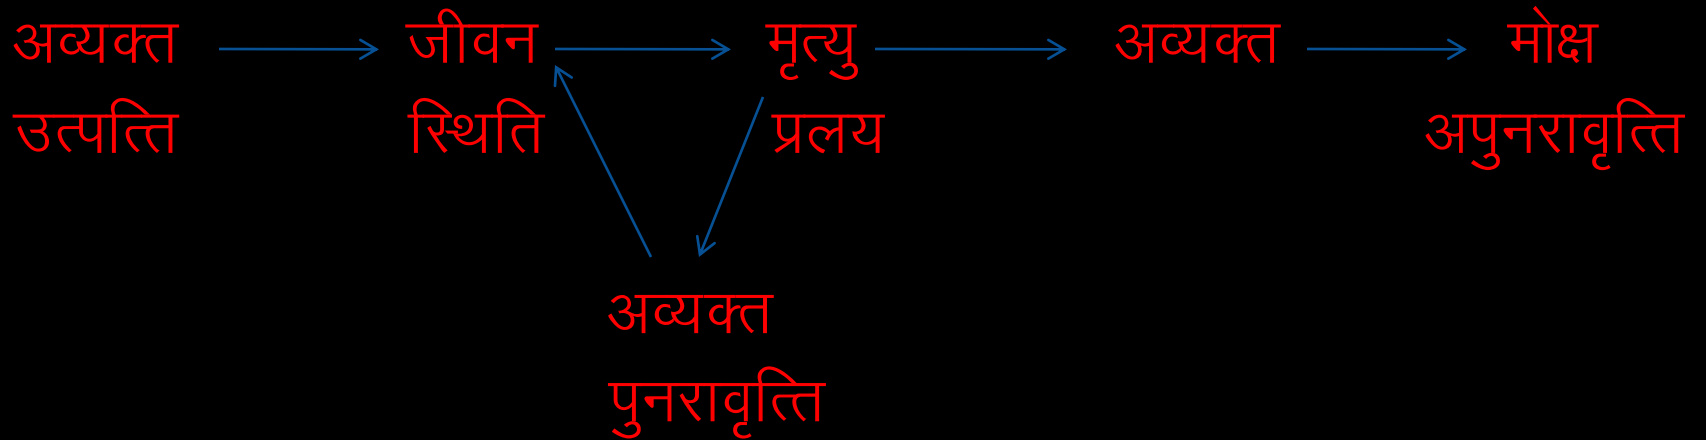 अव्यक्त जीवन मृत्यु अव्यक्त मोक्ष
उत्पत्ति स्थिति प्रलय अपुनरावृत्ति
अव्यक्त
पुनरावृत्ति